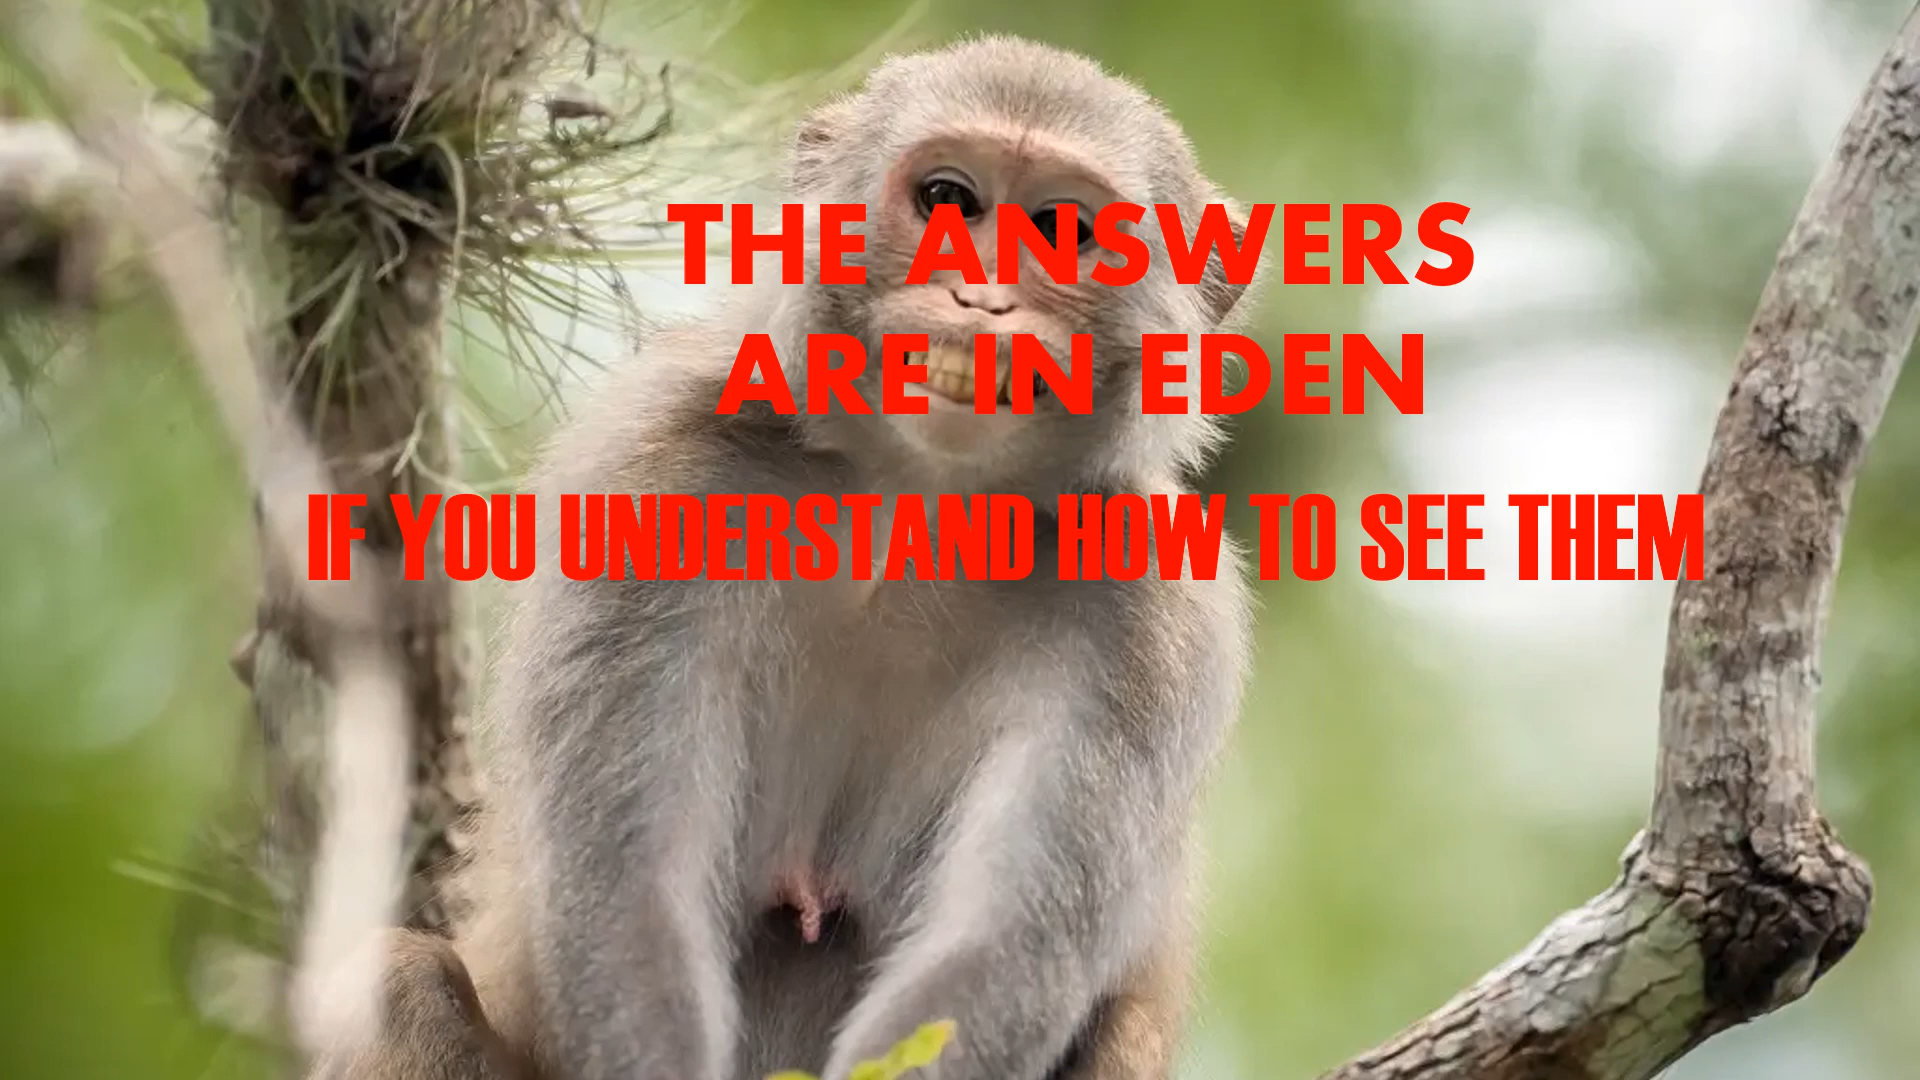 THE ANSWERS
ARE IN EDEN
IF YOU UNDERSTAND HOW TO SEE THEM